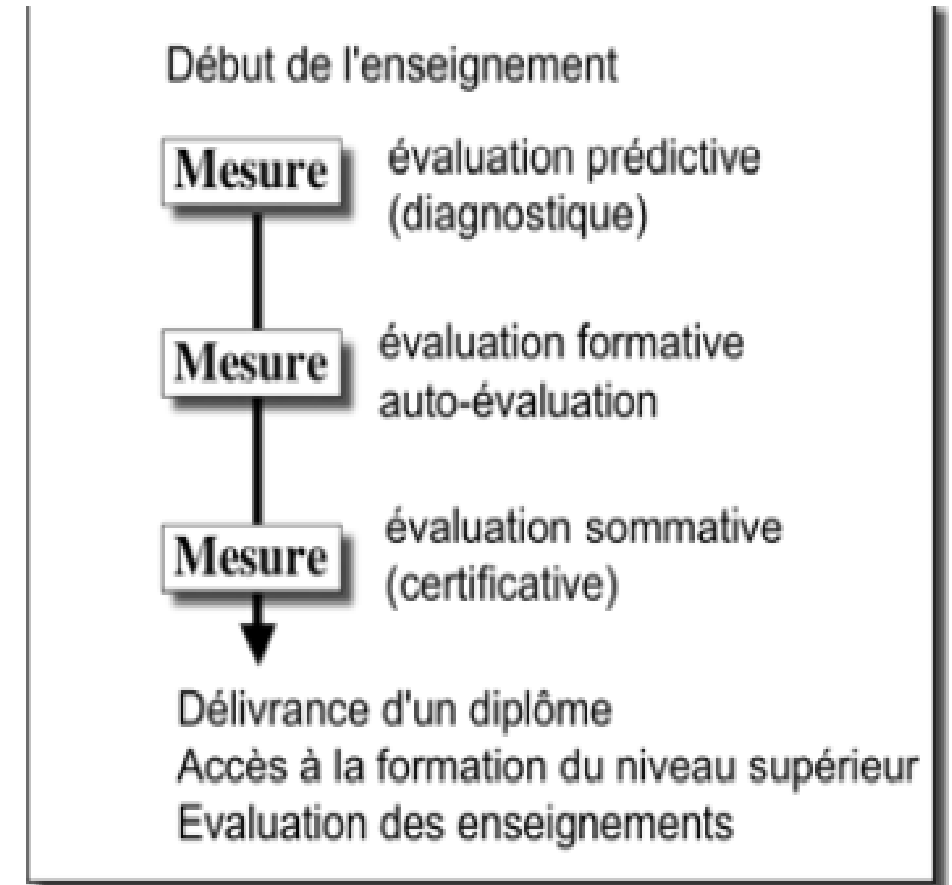 Début de l'enseignement
Mesure
évaluation prédictive
(diagnostique)
Mesure
évaluation formative
auto-évaluation
Mesure
évaluation sommative
(certificative)
Délivrance d'un diplôme
Accès à la formation du niveau supérieur
Evaluation des enseignements